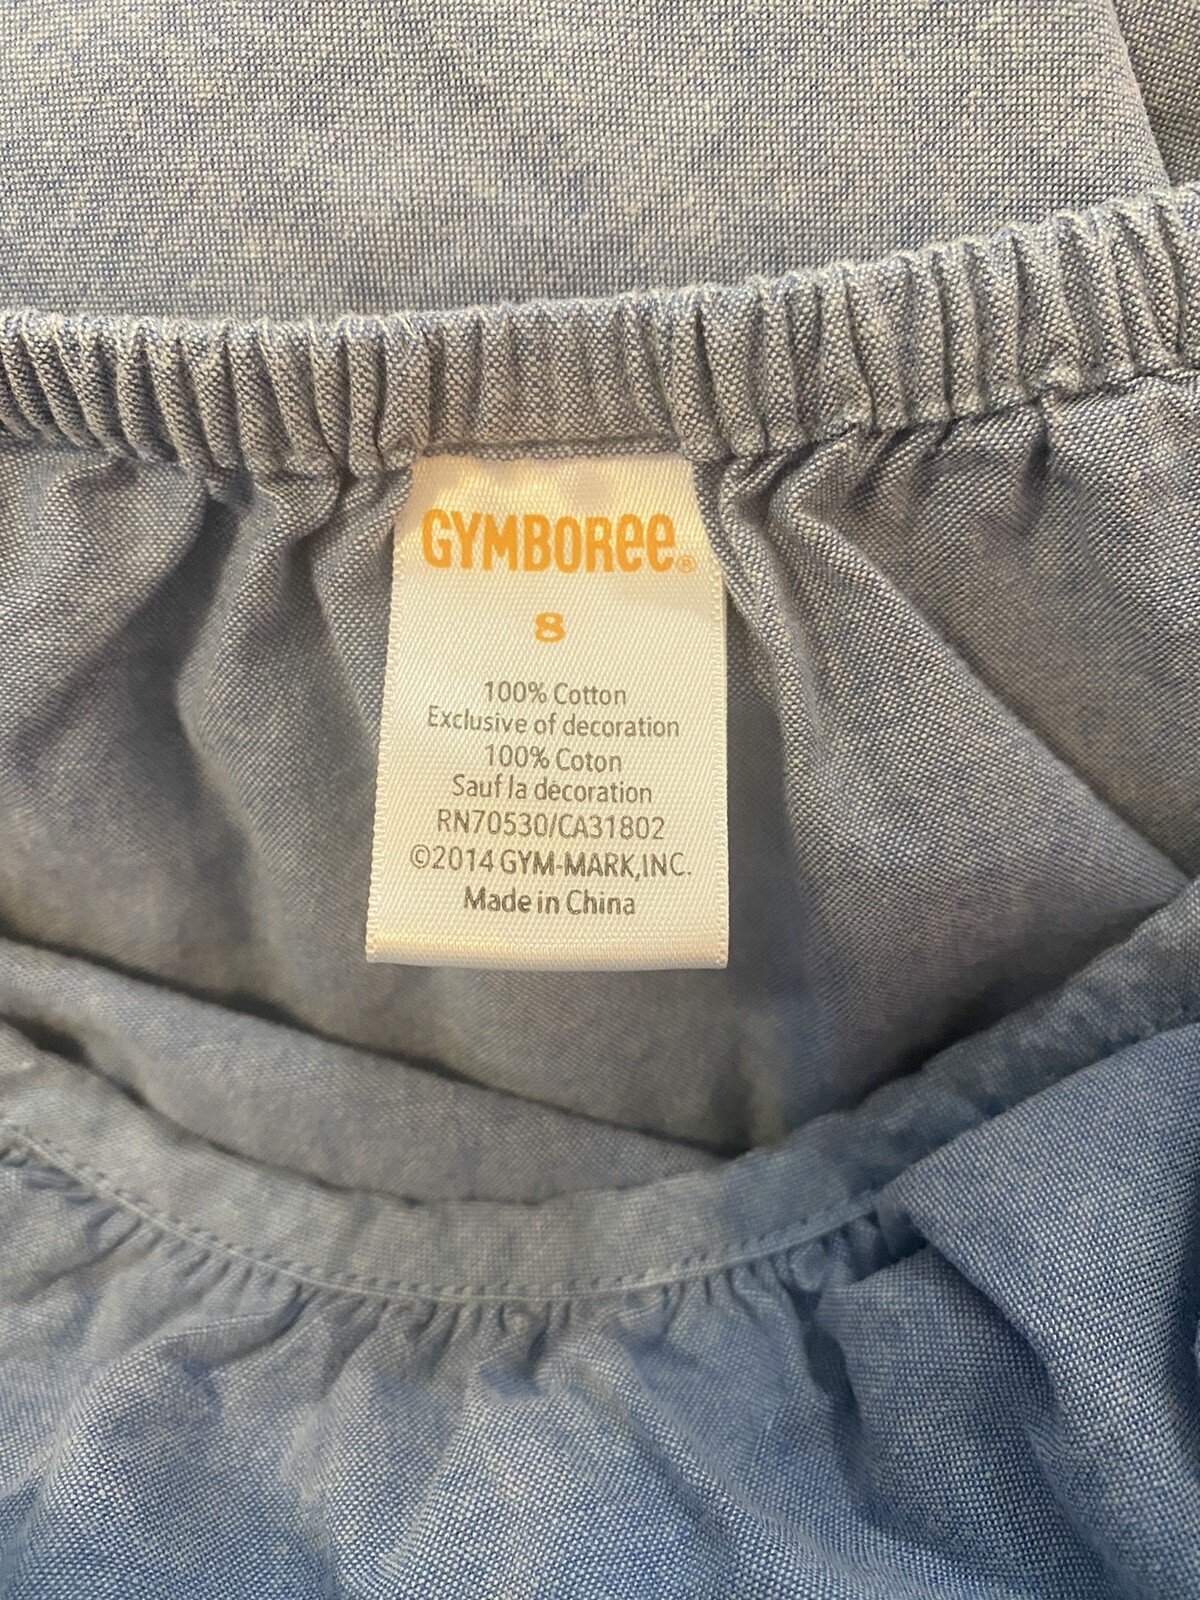 GYMBOREE®
8
100% Cotton
Exclusive of decoration
100% Coton
Sauf la décoration
RN70530/CA31802
©2014 GYM-MARK,INC.
Made in China